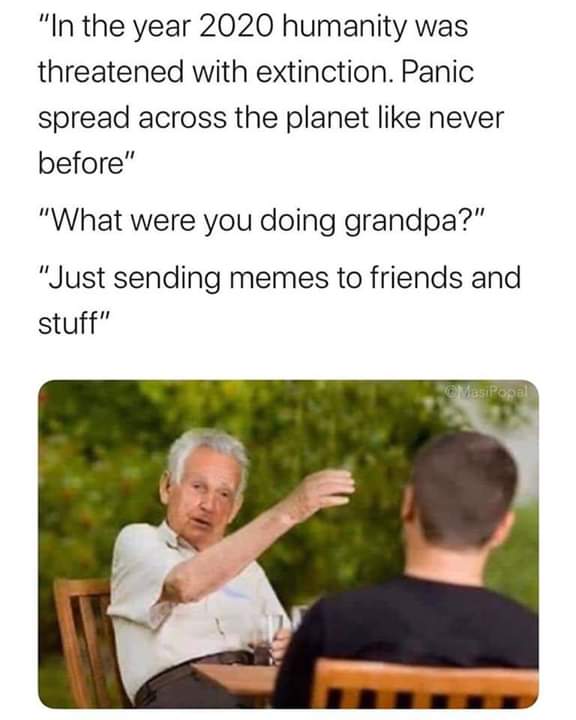 "In the year 2020 humanity was
threatened with extinction. Panic
spread across the planet like never
before"
"What were you doing grandpa?"
"Just sending memes to friends and
stuff"
@MasiPopal